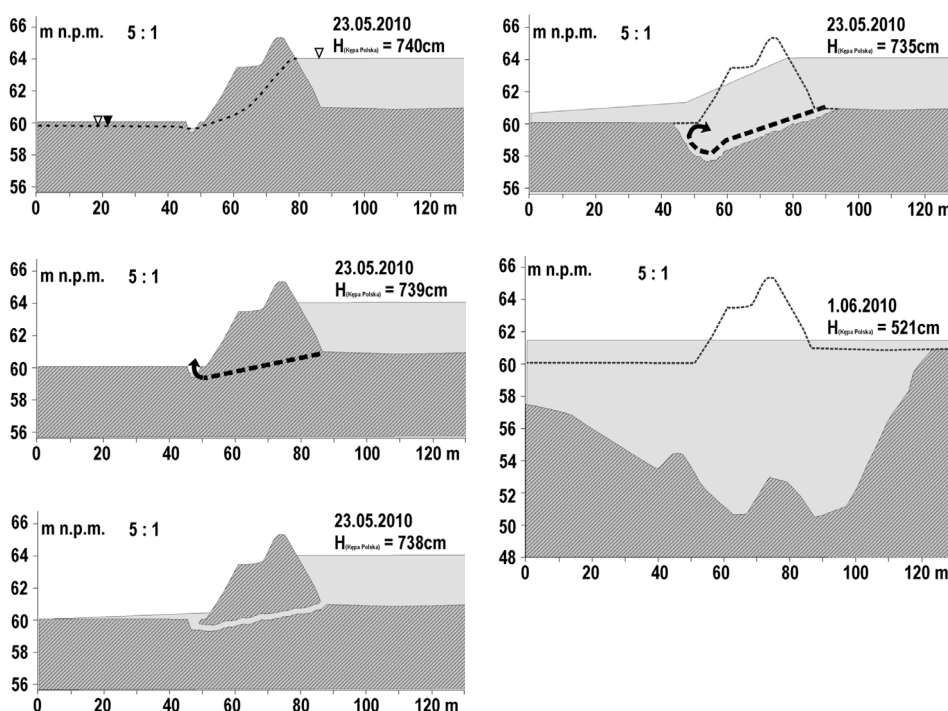 66
m n.p.m. 5 : 1
23.05.2010
H(Kępa Polska) = 740cm
64
62
60
58
56
0 20 40 60 80 100 120 m
66
m n.p.m. 5 : 1
23.05.2010
H(Kępa Polska) = 739cm
64
62
60
58
56
0 20 40 60 80 100 120 m
66
m n.p.m. 5 : 1
23.05.2010
H(Kępa Polska) = 738cm
64
62
60
58
56
0 20 40 60 80 100 120 m
66
m n.p.m. 5 : 1
23.05.2010
H(Kępa Polska) = 735cm
64
62
60
58
56
0 20 40 60 80 100 120 m
66
m n.p.m. 5 : 1
1.06.2010
H(Kępa Polska) = 521cm
64
62
60
58
56
54
52
50
48
0 20 40 60 80 100 120 m